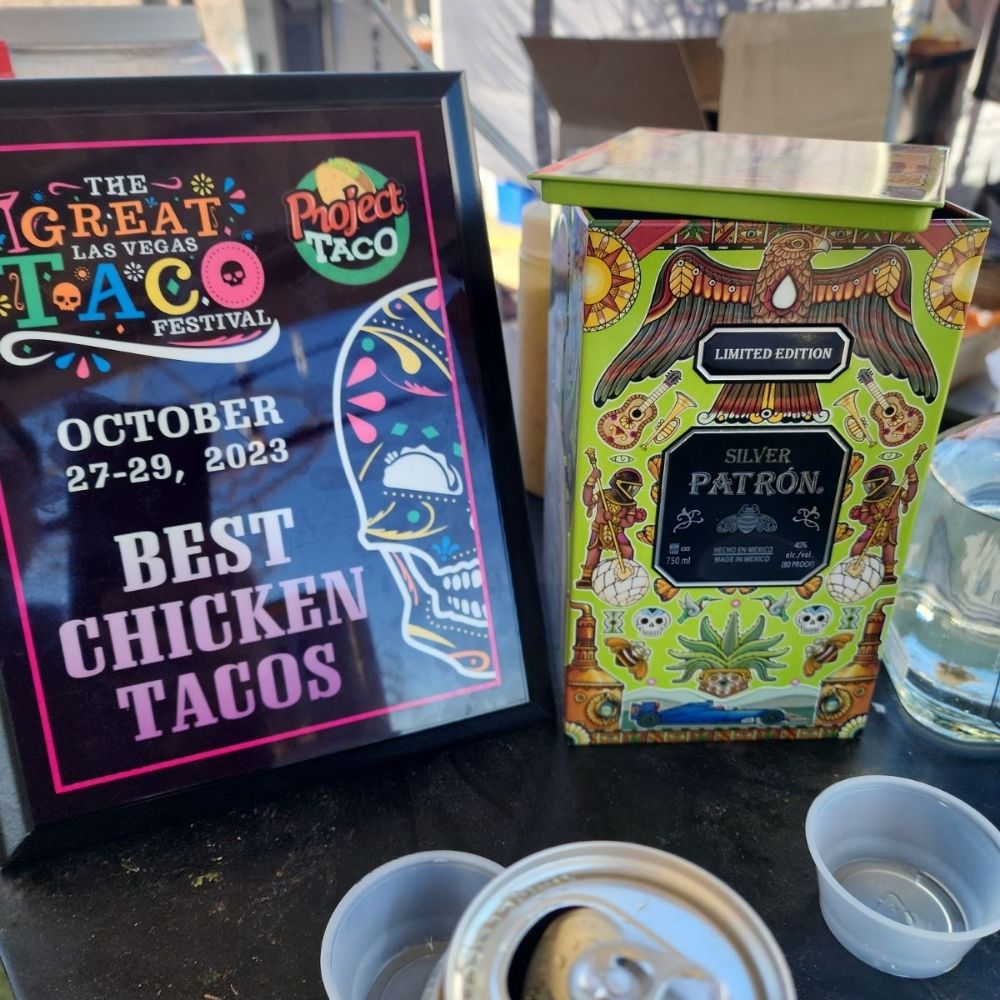 THE
GREAT
LAS VEGAS
TACO
FESTIVAL
Project
TACO
OCTOBER
27-29, 2023
BEST
CHICKEN
TACOS
LIMITED EDITION
SILVER
PATRÓN.
HECHO EN MEXICO
MADE IN MEXICO
750 ml
40%
alc./vol.
(80 PROOF)